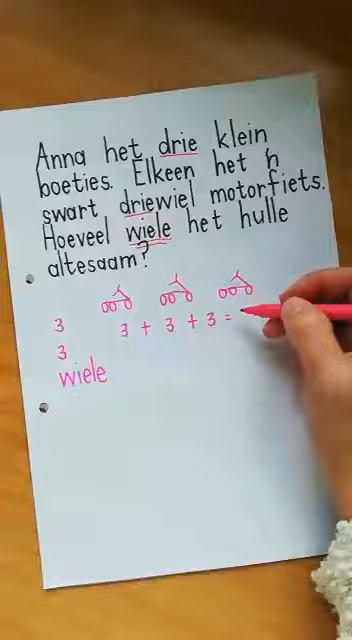 Anna het drie klein
boeties. Elkeen het 'n
swart driewiel motorfiets.
Hoeveel wiele het hulle
altesaam?
3
3 3 + 3 + 3 =
wiele